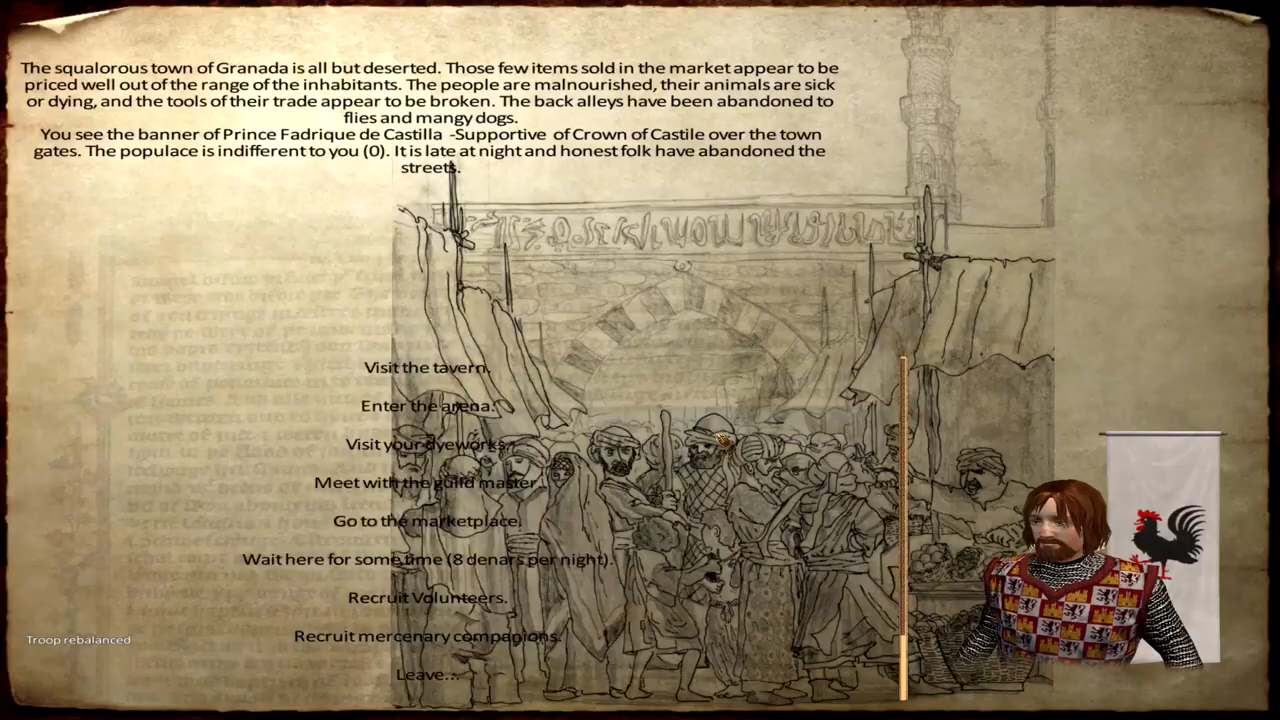 The squalorous town of Granada is all but deserted. Those few items sold in the market appear to be
priced well out of the range of the inhabitants. The people are malnourished, their animals are sick
or dying, and the tools of their trade appear to be broken. The back alleys have been abandoned to
flies and mangy dogs.
You see the banner of Prince Fadrique de Castilla -Supportive of Crown of Castile over the town
gates. The populace is indifferent to you (0). It is late at night and honest folk have abandoned the
streets.
Visit the tavern.
Enter the arena.
Visit your dyeworks.
Meet with the guild master.
Go to the marketplace.
Wait here for some time (8 denars per night).
Recruit Volunteers.
Recruit mercenary companions.
Troop rebalanced
Leave...